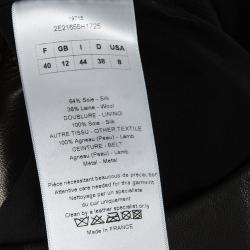 2E21655H1725
F GB I D USA
40 12 44 38 8
64% Soie - Silk
36% Laine - Wool
DOUBLURE - LINING
100% Soie - Silk
AUTRE TISSU - OTHER TEXTILE
100% Agneau (Peau) - Lamb
CEINTURE - BELT
Agneau (Peau) - Lamb
Métal - Metal
Pièce nécessitant beaucoup de précaution
Attentive care needed for this garment
Nettoyage par un spécialiste
du cuir uniquement
Clean by a leather specialist only
Made in FRANCE